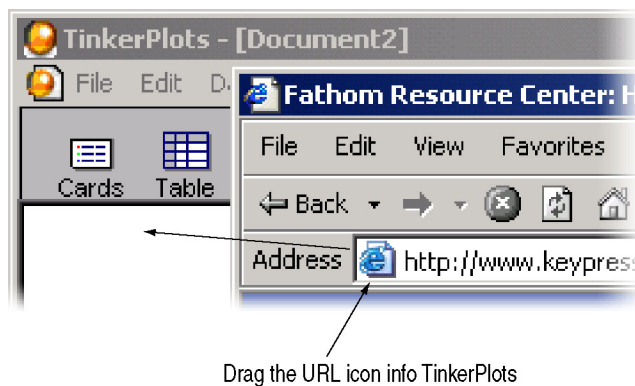 TinkerPlots - [Document2]
File Edit
Fathom Resource Center:
File Edit View Favorites
Cards Table
Back
Address http://www.keypress
Drag the URL icon info TinkerPlots